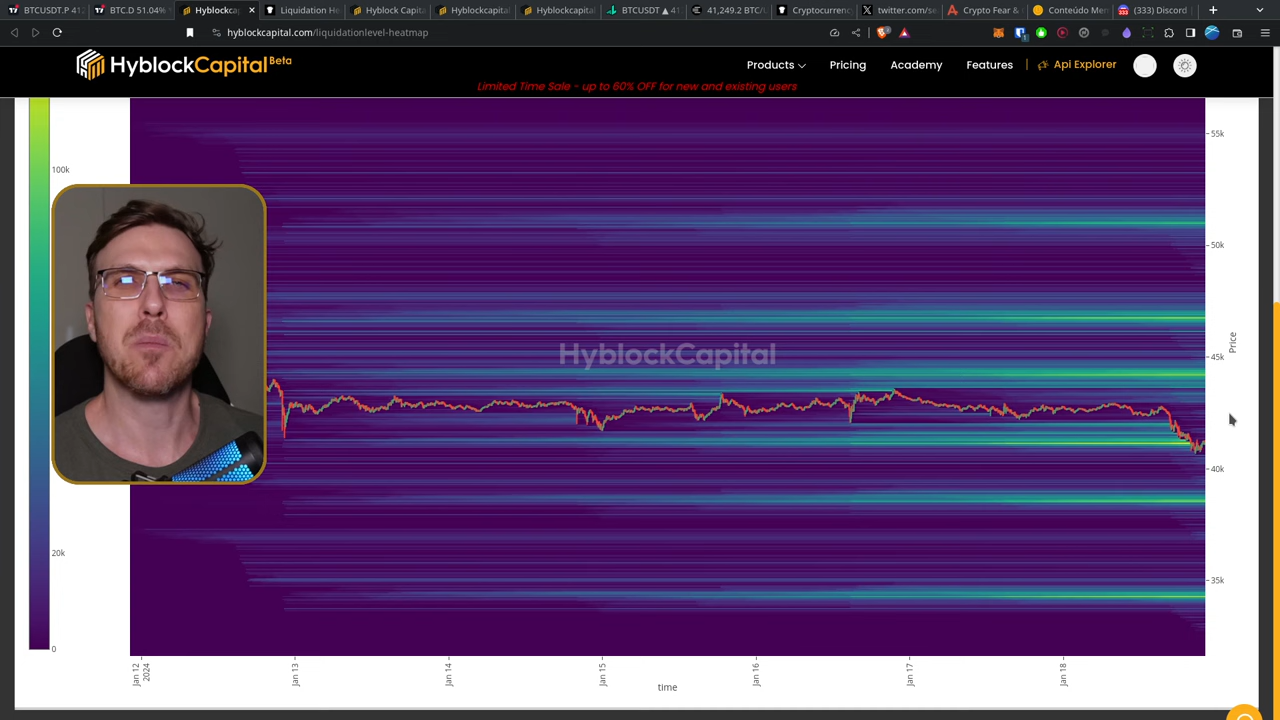 BTCUSDT.P 41
BTC.D 51.04%
Hyblockca
Liquidation He
Hyblock Capita
Hyblockcapital
Hyblockcapital
BTCUSDT ▲ 41
41,249.2 BTC/U
Cryptocurrenc
twitter.com/se
Crypto Fear &
Conteúdo Mem
(333) Discord
hyblockcapital.com/liquidationlevel-heatmap
HyblockCapital Beta
Products
Pricing
Academy
Features
Api Explorer
Limited Time Sale - up to 60% OFF for new and existing users
100k
20k
0
HyblockCapital
55k
50k
45k
40k
35k
Price
Jan 12
2024
Jan 13
Jan 14
Jan 15
Jan 16
Jan 17
Jan 18
time